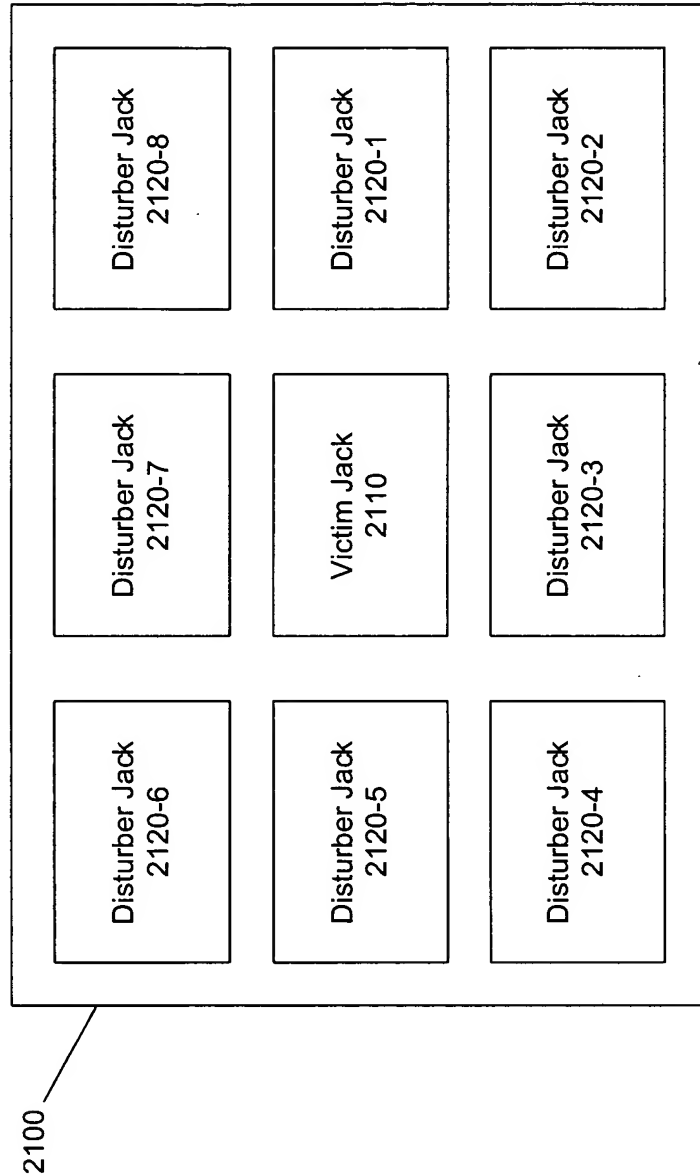 2100
Disturber Jack
2120-6
Disturber Jack
2120-7
Disturber Jack
2120-8
Disturber Jack
2120-5
Victim Jack
2110
Disturber Jack
2120-1
Disturber Jack
2120-4
Disturber Jack
2120-3
Disturber Jack
2120-2